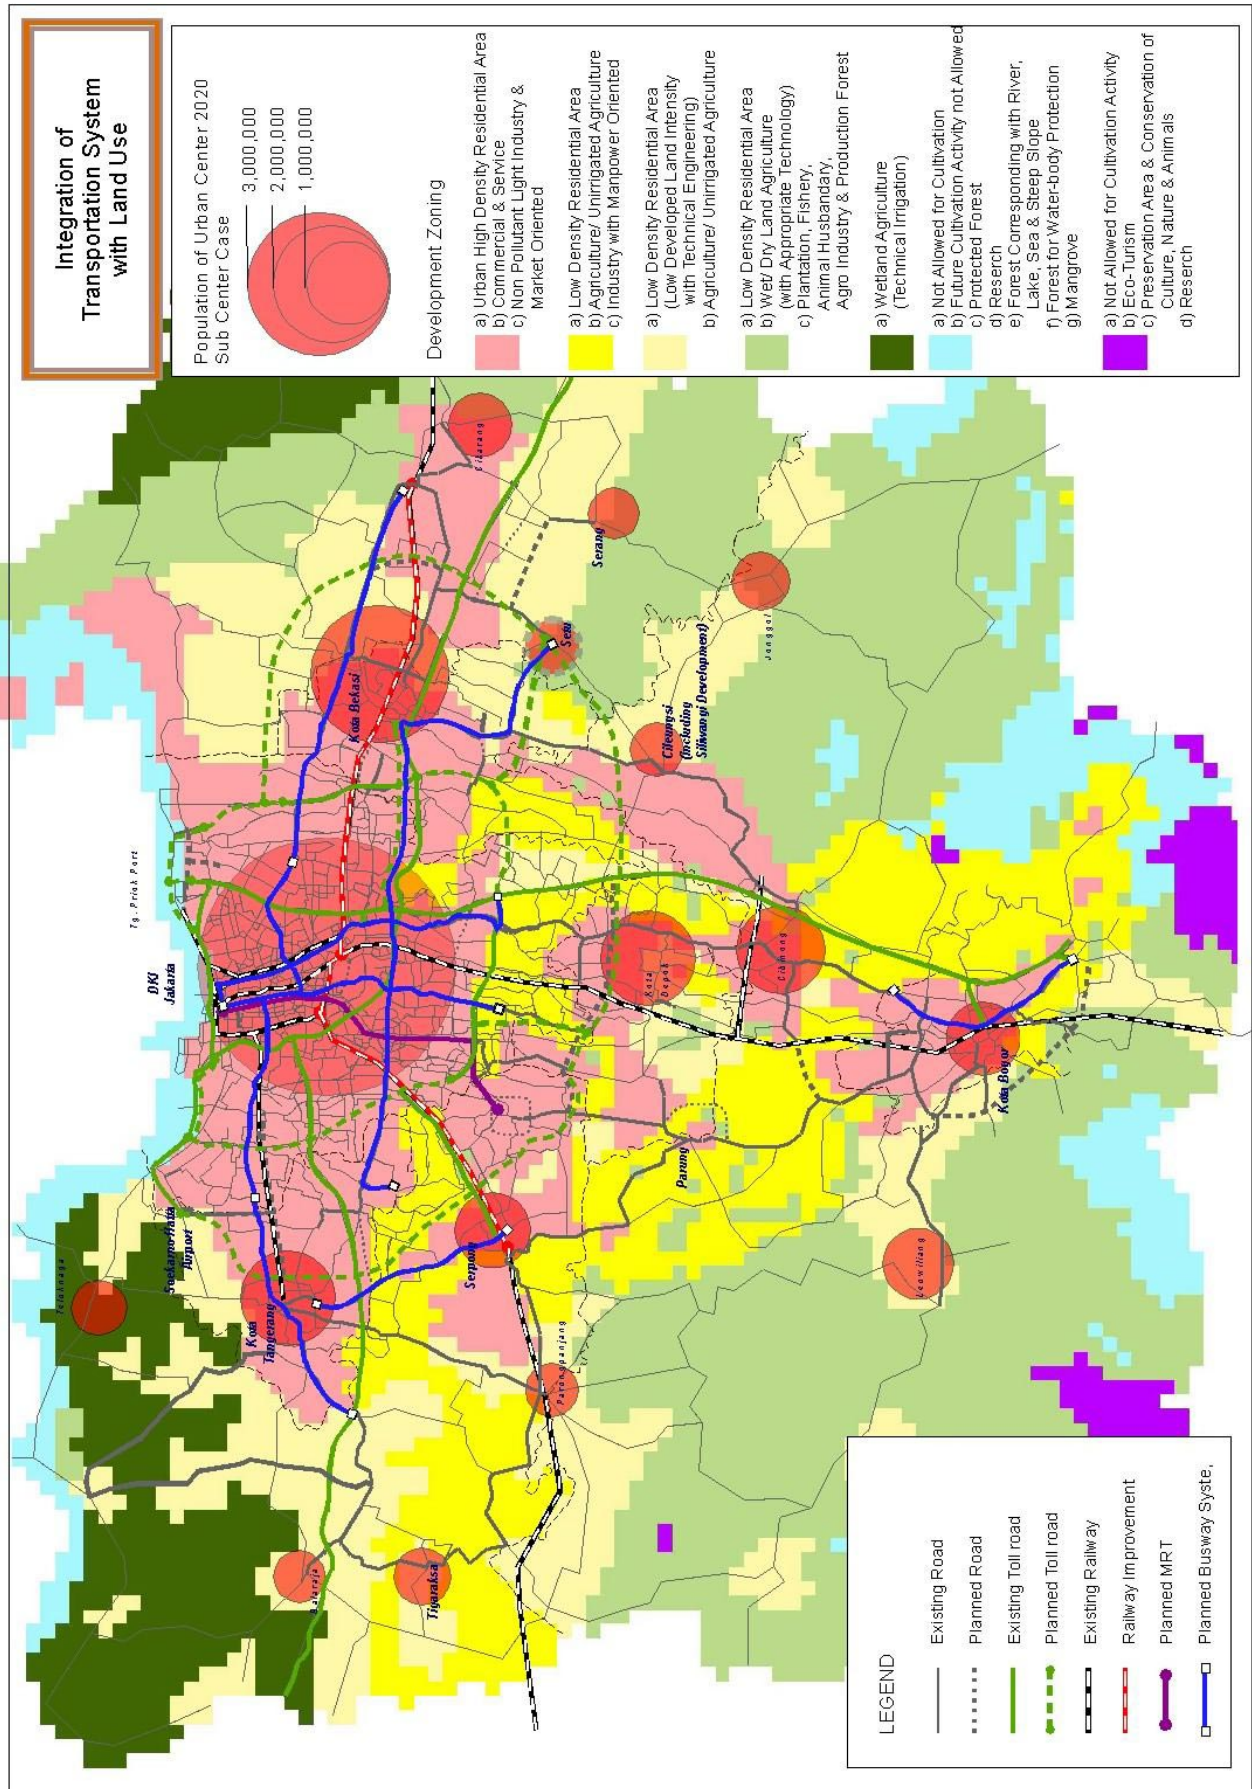 Integration of
Transportation System
with Land Use
Population of Urban Center 2020
Sub Center Case
3,000,000
2,000,000
1,000,000
Development Zoning
a) Urban High Density Residential Area
b) Commercial & Service
c) Non Pollutant Light Industry &
Market Oriented
a) Low Density Residential Area
b) Agriculture/ Unirrigated Agriculture
c) Industry with Manpower Oriented
a) Low Density Residential Area
(Low Developed Land Intensity
with Technical Engineering)
b) Agriculture/ Unirrigated Agriculture
a) Low Density Residential Area
b) Wet/ Dry Land Agriculture
(with Appropriate Technology)
c) Plantation, Fishery,
Animal Husbandary,
Agro Industry & Production Forest
a) Wetland Agriculture
(Technical Irrigation)
a) Not Allowed for Cultivation
b) Future Cultivation Activity not Allowed
c) Protected Forest
d) Reserch
e) Forest Corresponding with River,
Lake, Sea & Steep Slope
f) Forest for Water-body Protection
g) Mangrove
a) Not Allowed for Cultivation Activity
b) Eco-Turism
c) Preservation Area & Conservation of
Culture, Nature & Animals
d) Reserch
Teluknaga
Soekarno-Hatta
Airport
DKI
Jakarta
Tg. Priok Port
Kota
Tangerang
Kota Bekasi
Cikarang
Balaraja
Tigaraksa
Serpong
Setu
Serang
Parungpanjang
Kota
Depok
Cileungsi
(including
Siliwangi Development)
Jonggol
Parung
Cibinong
Leuwiliang
Kota Bogor
LEGEND
Existing Road
Planned Road
Existing Toll road
Planned Toll road
Existing Railway
Railway Improvement
Planned MRT
Planned Busway Syste,